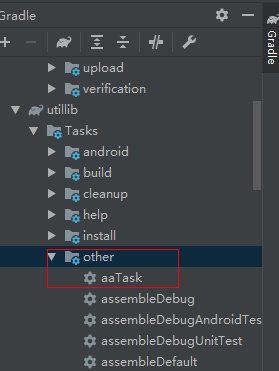 Gradle
Gradle
upload
verification
utillib
Tasks
android
build
cleanup
help
install
other
aaTask
assembleDebug
assembleDebugAndroidTes
assembleDebugUnitTest
assembleDefault